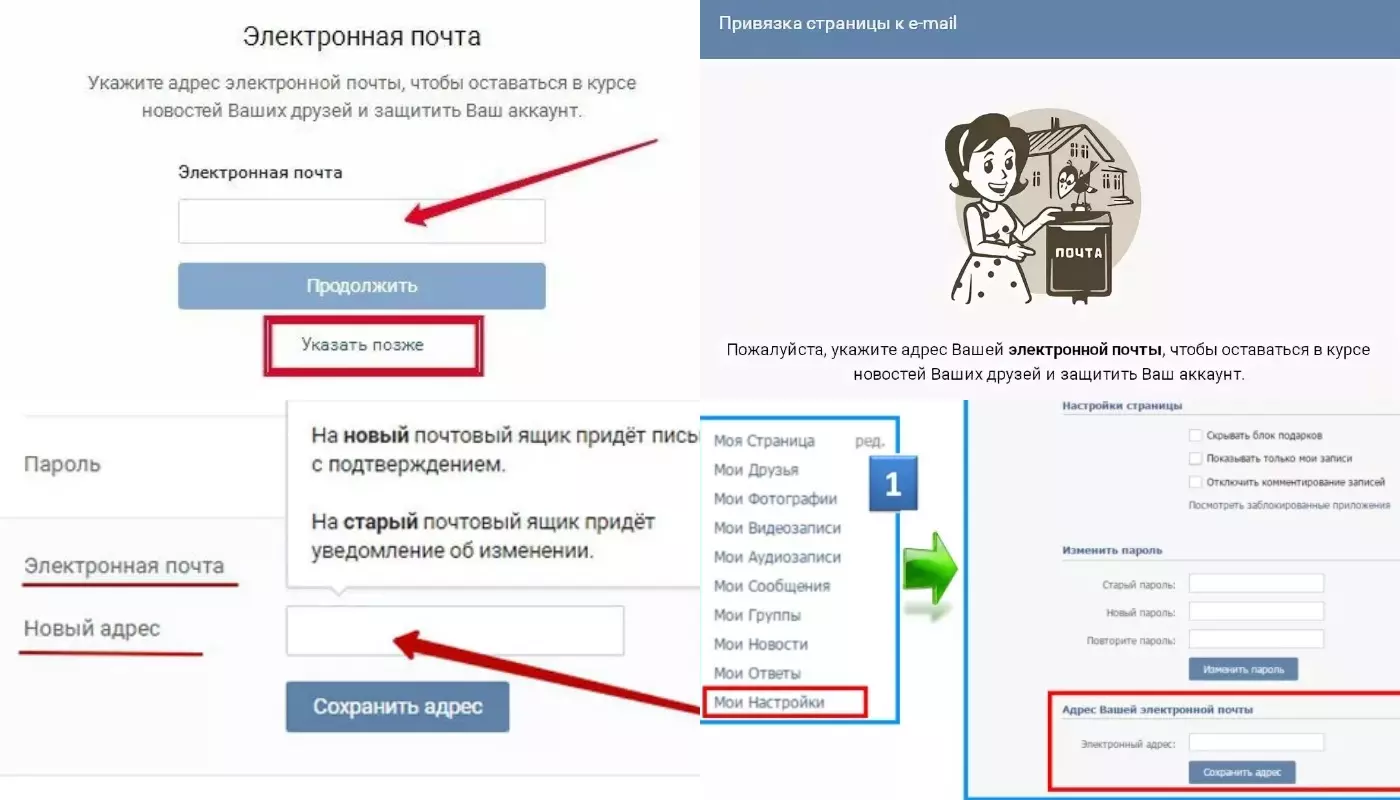 Электронная почта
Укажите адрес электронной почты, чтобы оставаться в курсе
новостей Ваших друзей и защитить Ваш аккаунт.
Электронная почта
Продолжить
Указать позже
Привязка страницы к e-mail
ПОЧТА
Пожалуйста, укажите адрес Вашей электронной почты, чтобы оставаться в курсе
новостей Ваших друзей и защитить Ваш аккаунт.
На новый почтовый ящик придёт пись
с подтверждением.
Пароль
На старый почтовый ящик придёт
уведомление об изменении.
Электронная почта
Новый адрес
Сохранить адрес
Моя Страница ред.
Мои Друзья
1
Мои Фотографии
Мои Видеозаписи
Мои Аудиозаписи
Мои Сообщения
Мои Группы
Мои Новости
Мои Ответы
Мои Настройки
Настройки страницы
Скрывать блок подарков
Показывать только мои записи
Отключить комментирование записей
Посмотреть заблокированные приложения
Изменить пароль
Старый пароль:
Новый пароль:
Повторите пароль:
Изменить пароль
Адрес Вашей электронной почты
Электронный адрес:
Сохранить адрес